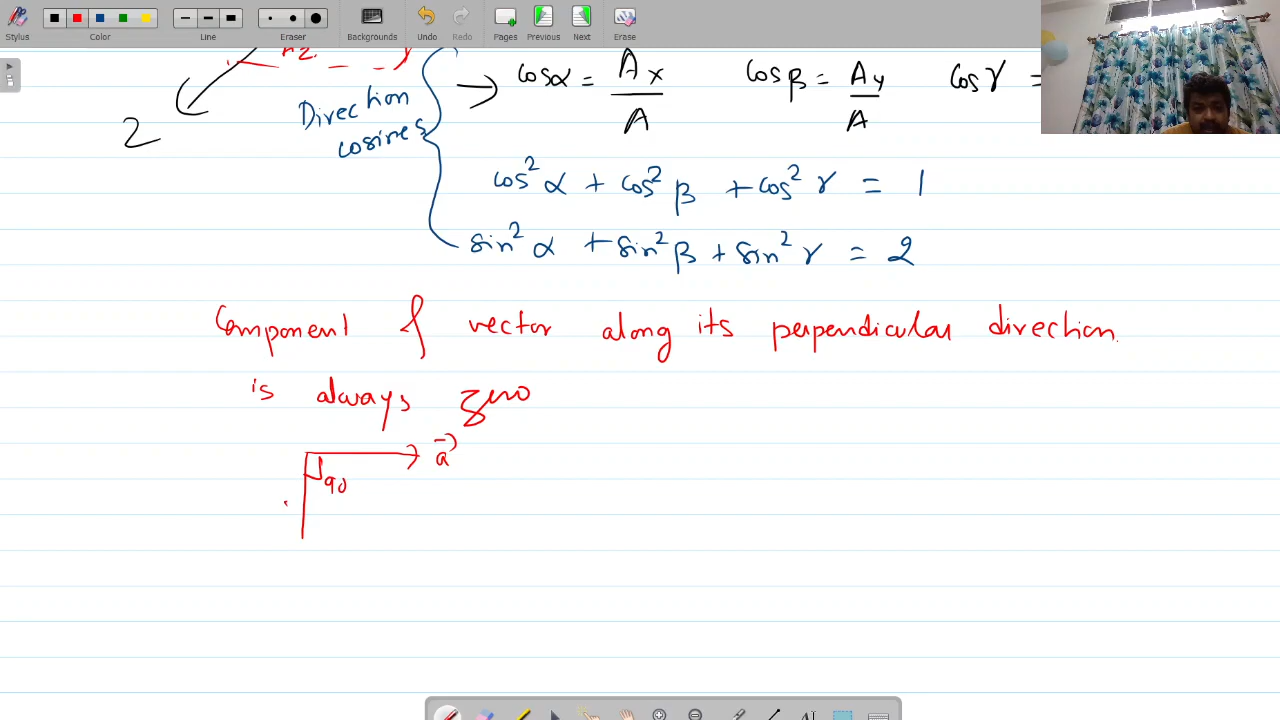 Stylus Color Line Eraser Backgrounds Undo Redo Pages Previous Next Erase
Direction cosines
cosα = Ax/A cosβ = Ay/A cosγ =
Z
cos²α + cos²β + cos²γ = 1
sin²α + sin²β + sin²γ = 2
Component of vector along its perpendicular direction
is always zero
a⃗
90